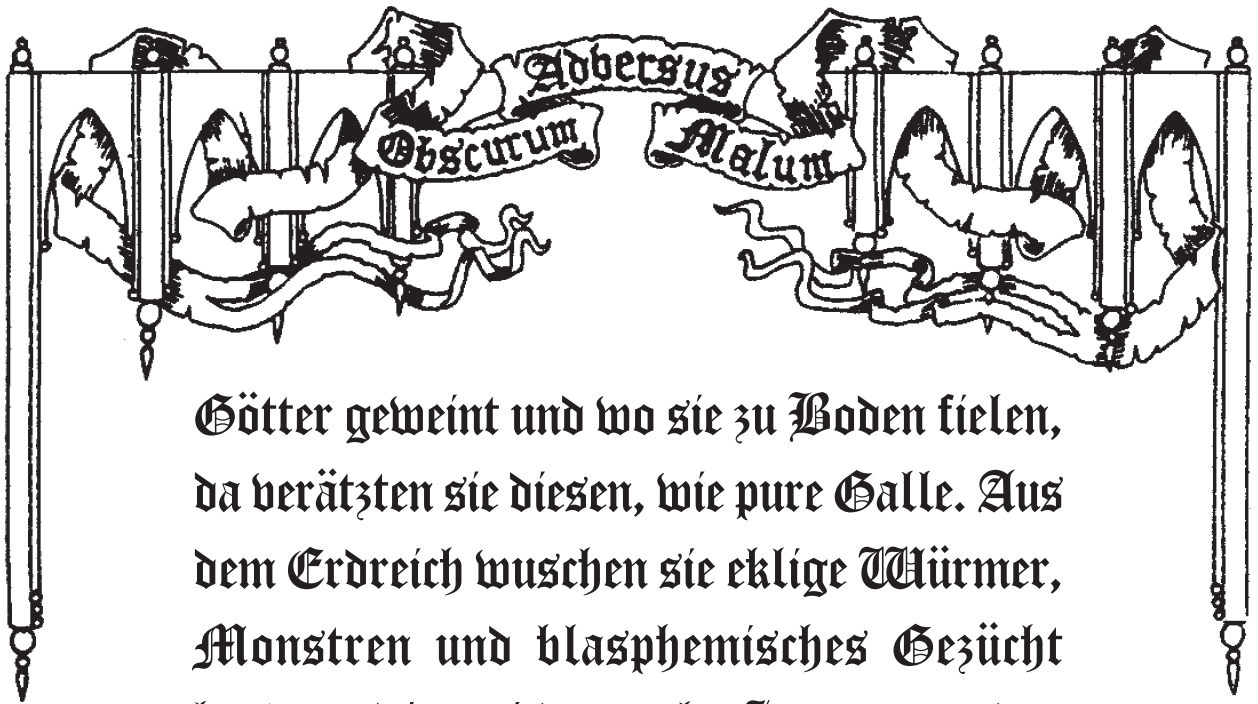 Adversus
Obscurum Malum
Götter geweint und wo sie zu Boden fielen,
da verätzten sie diesen, wie pure Galle. Aus
dem Erdreich wuschen sie eklige Würmer,
Monstren und blasphemisches Gezücht